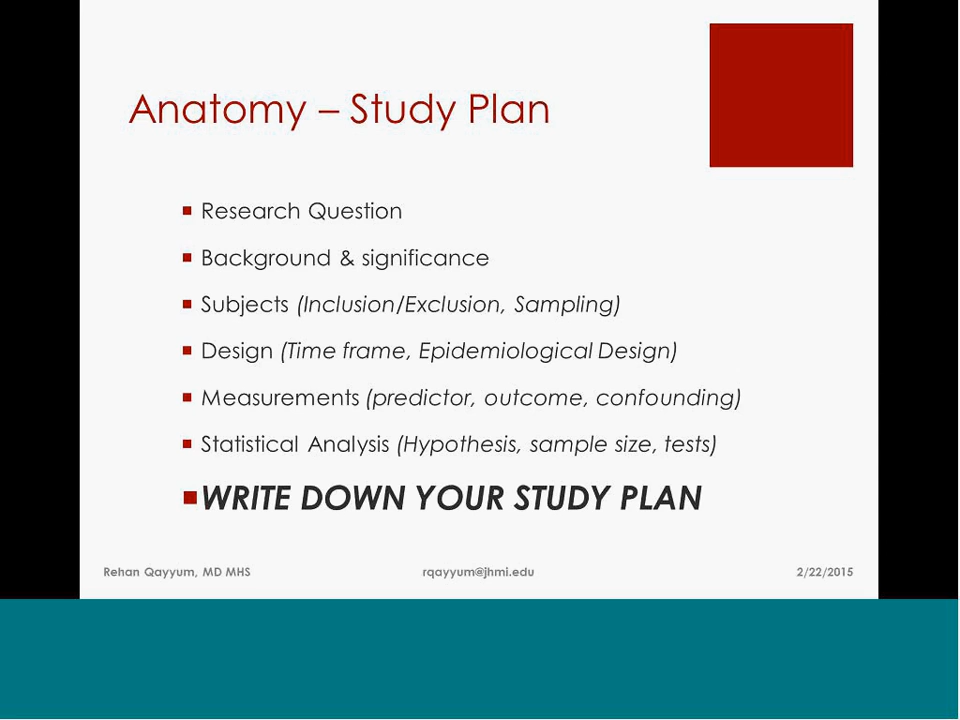 Anatomy – Study Plan
Research Question
Background & significance
Subjects (Inclusion/Exclusion, Sampling)
Design (Time frame, Epidemiological Design)
Measurements (predictor, outcome, confounding)
Statistical Analysis (Hypothesis, sample size, tests)
WRITE DOWN YOUR STUDY PLAN
Rehan Qayyum, MD MHS rqayyum@jhmi.edu 2/22/2015